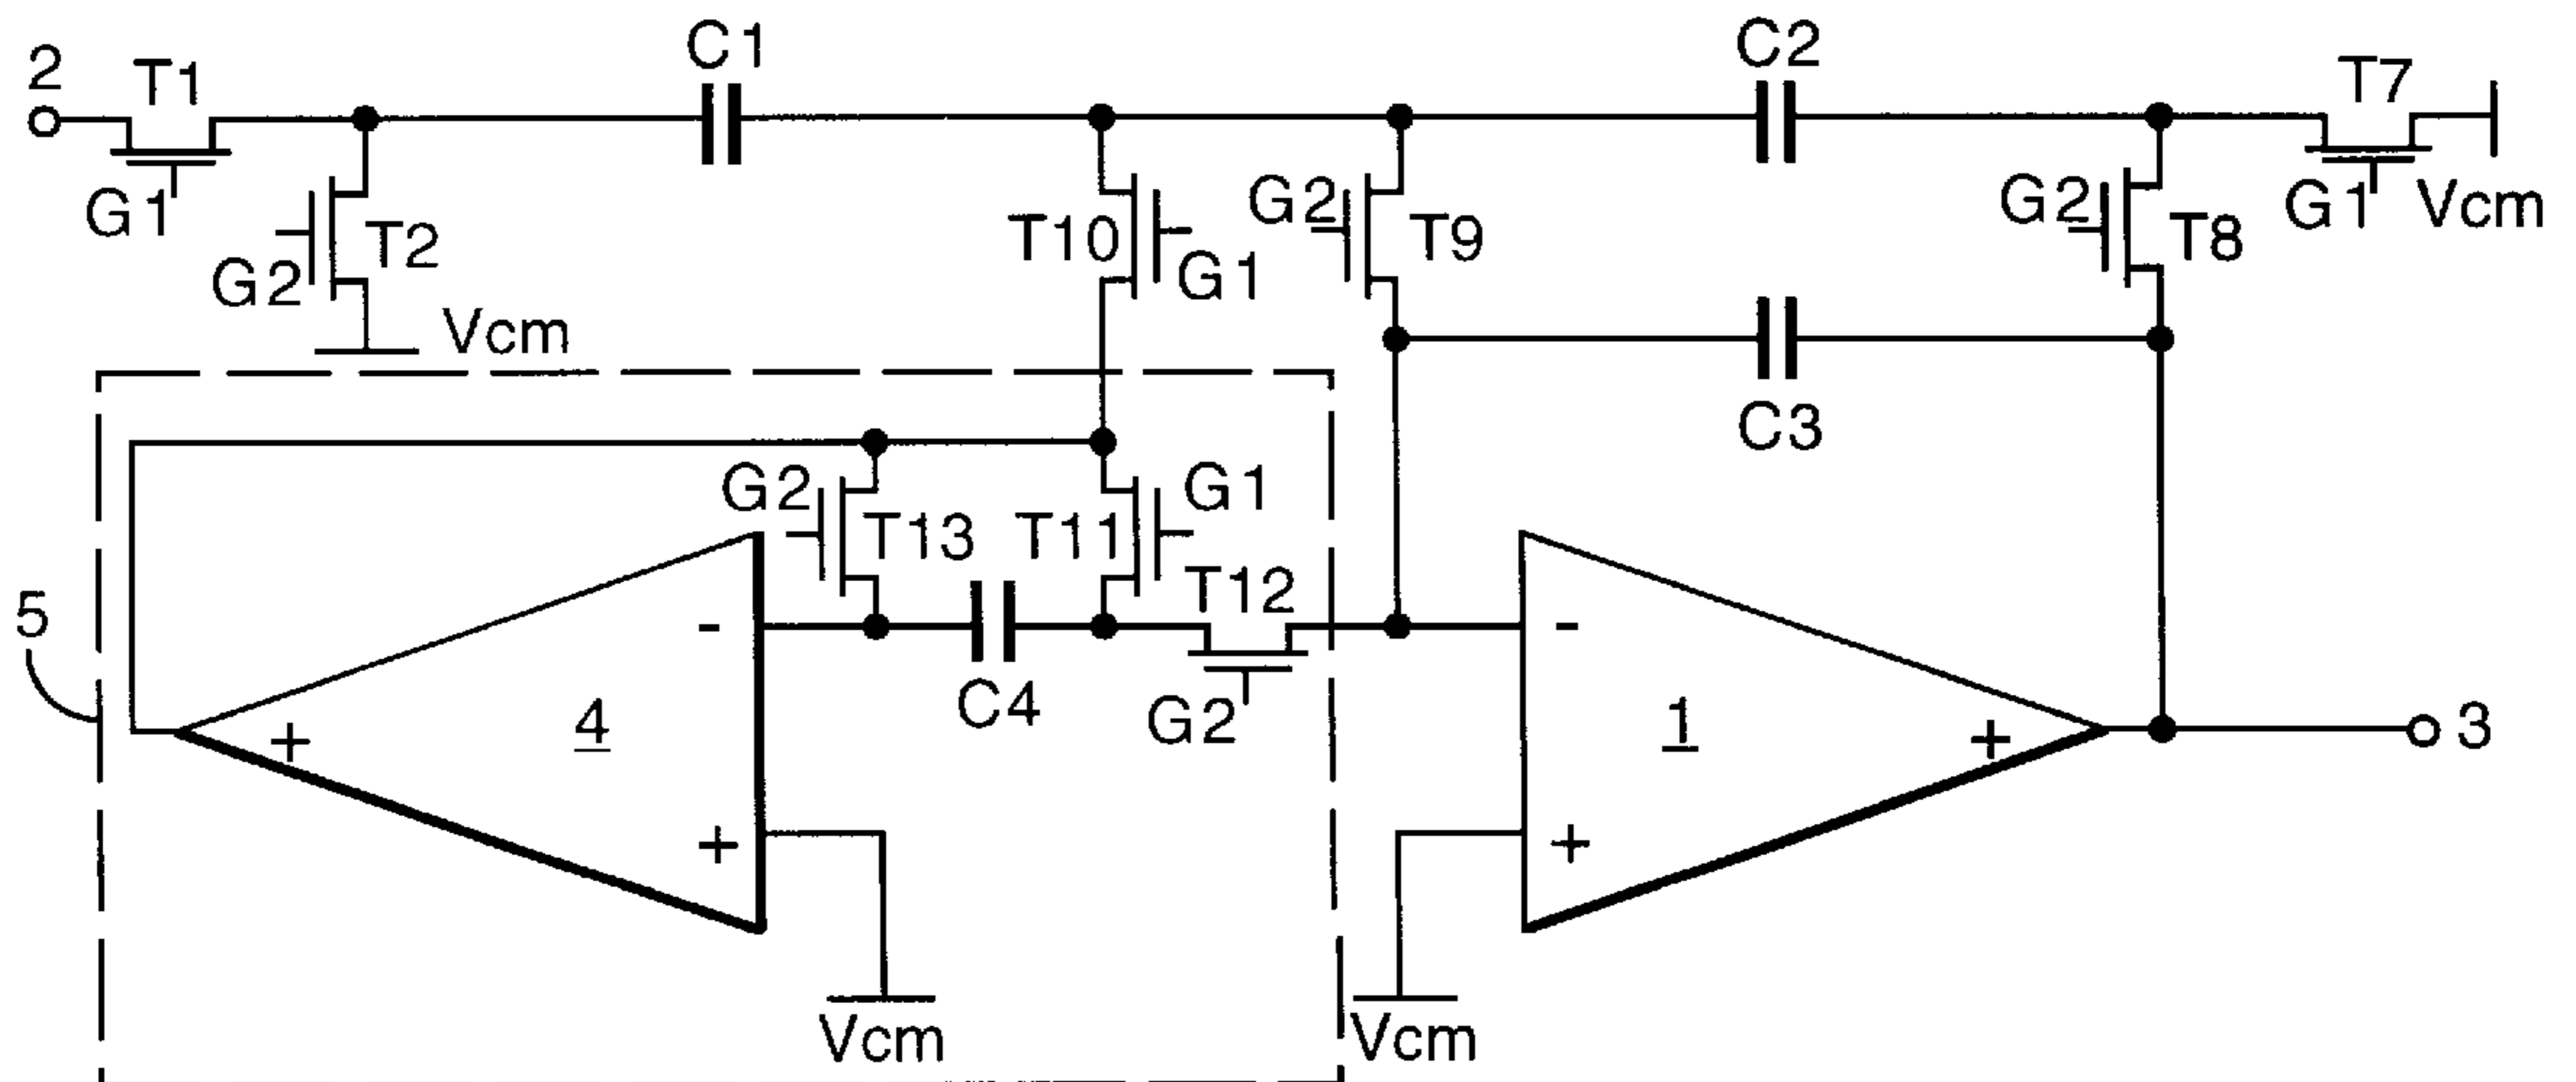 2
T1
C1
C2
T7
G1
T2
G2
Vcm
T10
G1
G2
T9
G2
T8
G1
Vcm
C3
G2
T13
T11
G1
T12
5
-
C4
G2
-
4
+
1
+
3
+
+
Vcm
Vcm